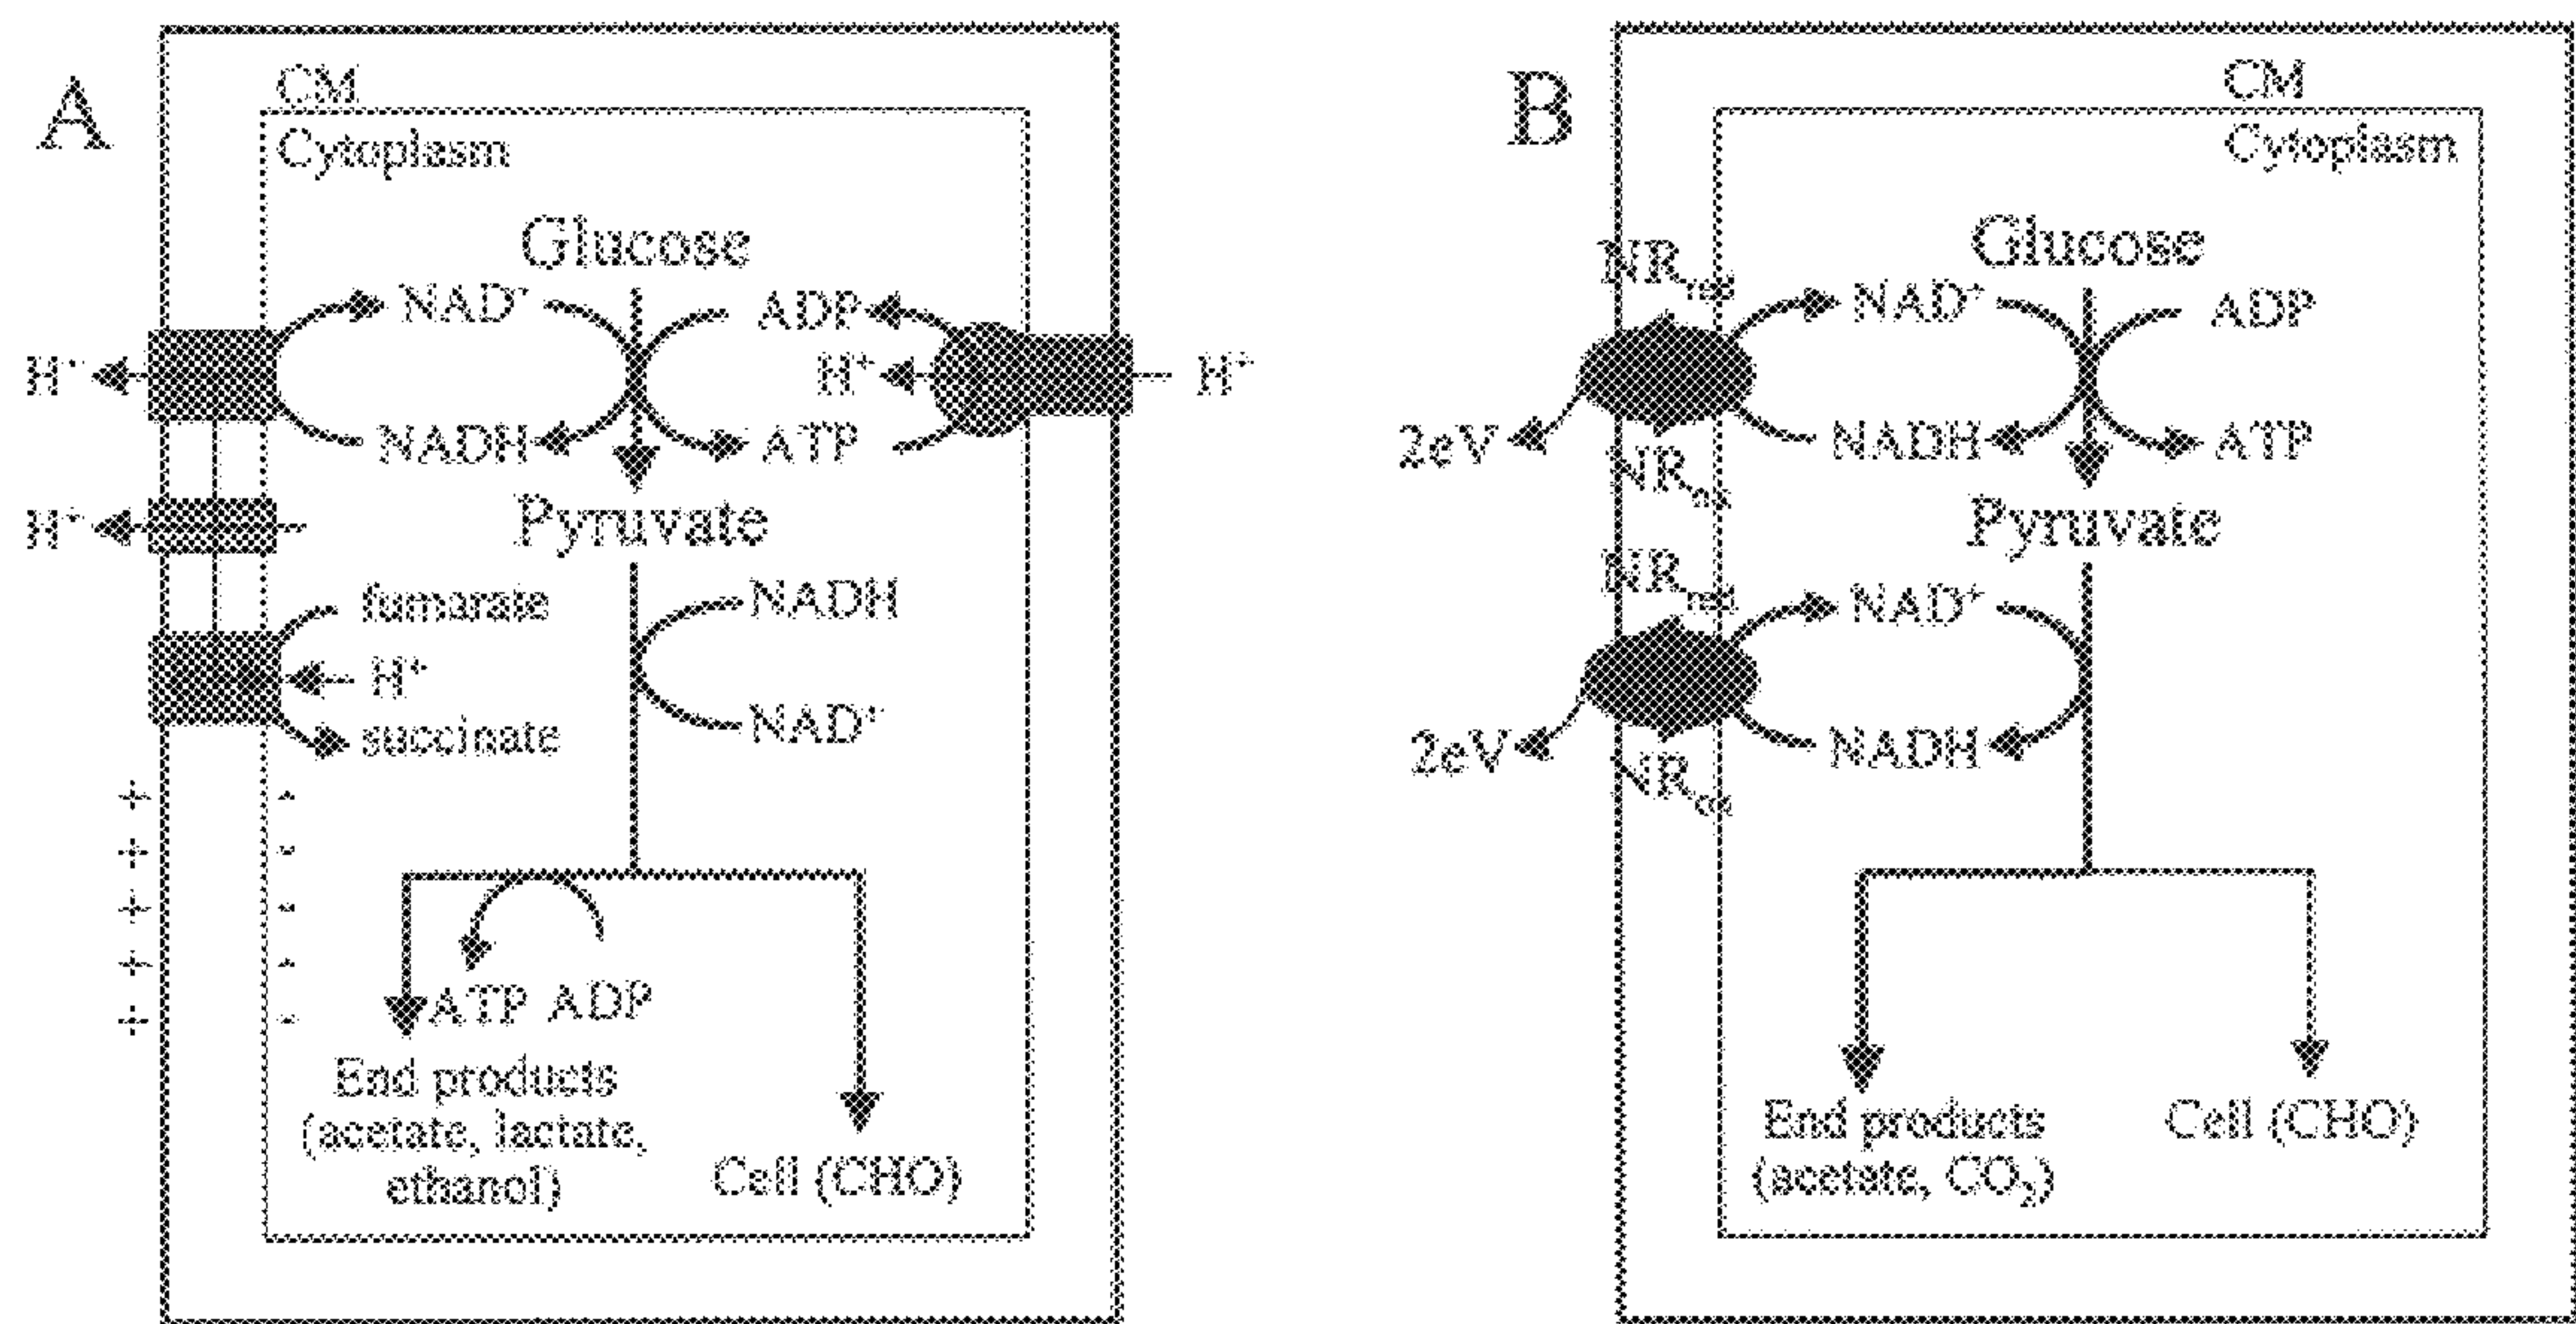 A
CM
Cytoplasm
Glucose
NAD⁺
ADP
H⁺
H⁺
H⁺
NADH
ATP
H⁺
Pyruvate
fumarate
NADH
H⁺
NAD⁺
succinate
+ -
+ -
+ -
+ -
+ -
ATP ADP
End products
(acetate, lactate,
ethanol)
Cell (CHO)
B
CM
Cytoplasm
NRred
Glucose
NAD⁺
ADP
2eV
NADH
ATP
NRox
Pyruvate
NRred
NAD⁺
2eV
NADH
NRox
End products
(acetate, CO₂)
Cell (CHO)